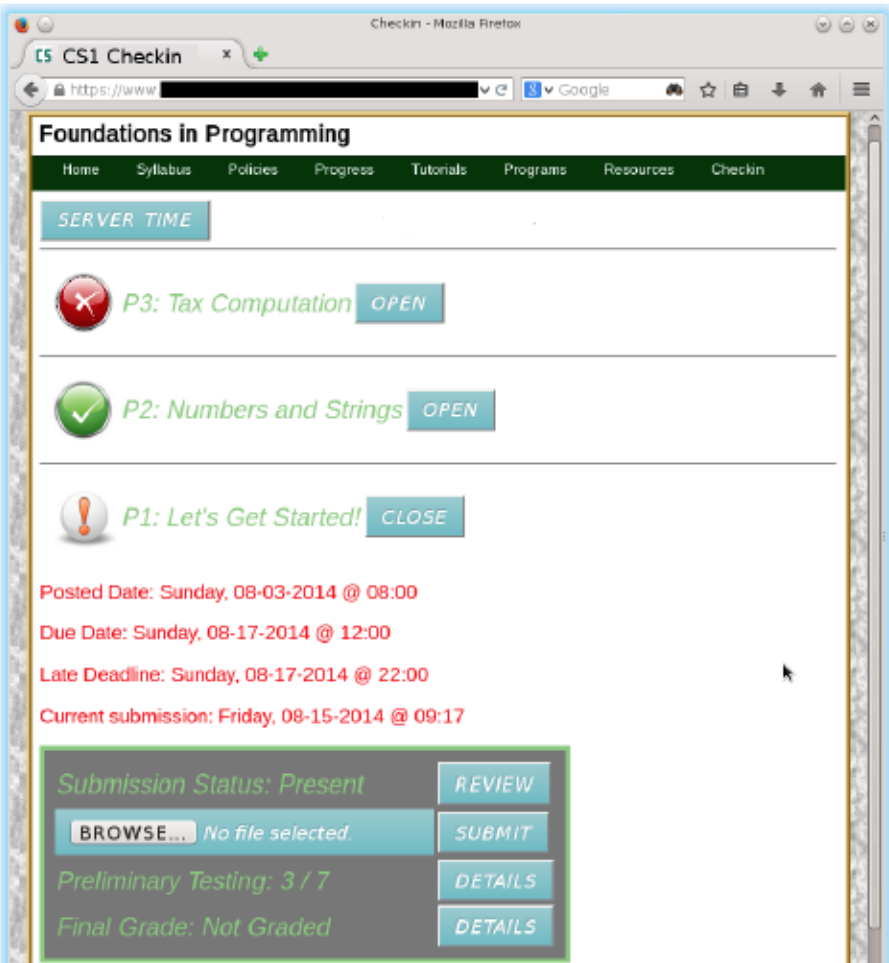 Checkin - Mozilla Firefox
CS CS1 Checkin
https://www.
8 Google
Foundations in Programming
Home Syllabus Policies Progress Tutorials Programs Resources Checkin
SERVER TIME
P3: Tax Computation OPEN
P2: Numbers and Strings OPEN
P1: Let's Get Started! CLOSE
Posted Date: Sunday, 08-03-2014 @ 08:00
Due Date: Sunday, 08-17-2014 @ 12:00
Late Deadline: Sunday, 08-17-2014 @ 22:00
Current submission: Friday, 08-15-2014 @ 09:17
Submission Status: Present REVIEW
BROWSE... No file selected. SUBMIT
Preliminary Testing: 3 / 7 DETAILS
Final Grade: Not Graded DETAILS